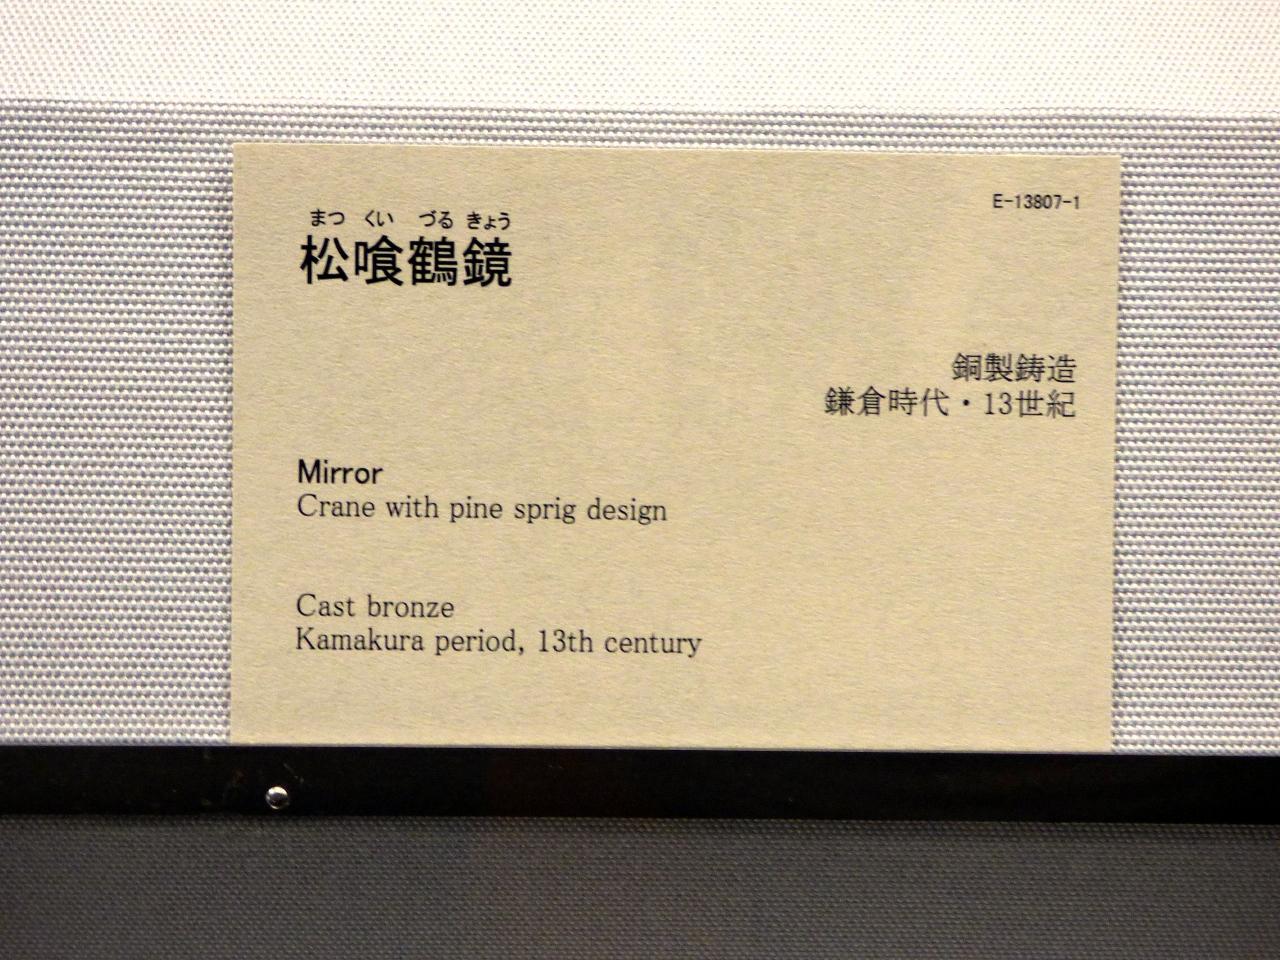 E-13807-1
まつ くい づる きょう
松喰鶴鏡
銅製鋳造
鎌倉時代・13世紀
Mirror
Crane with pine sprig design
Cast bronze
Kamakura period, 13th century